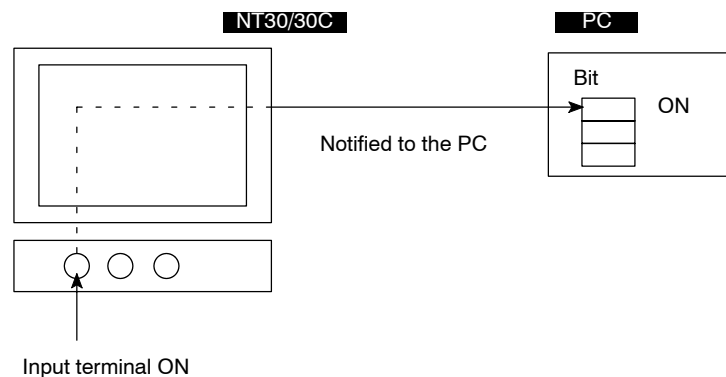 NT30/30C
PC
Bit
ON
Notified to the PC
Input terminal ON